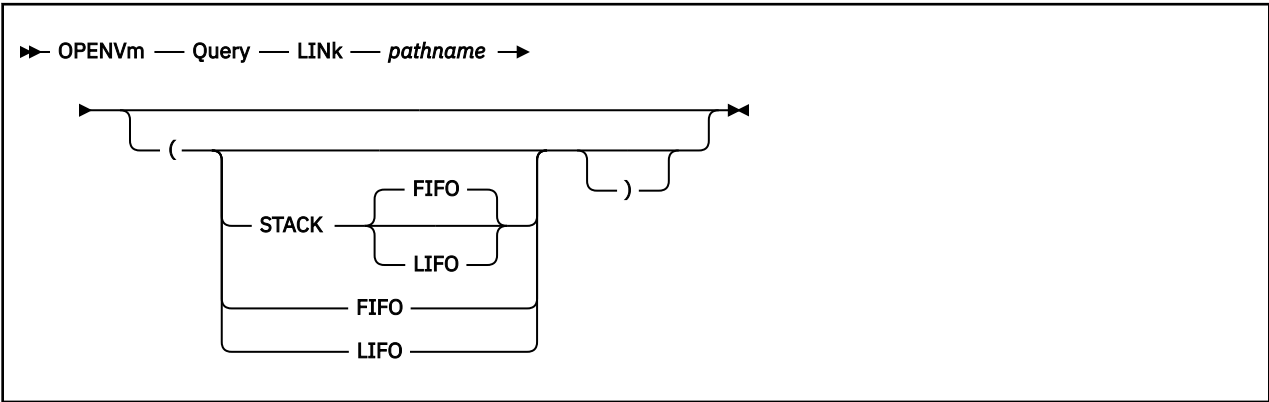 OPENVm Query LINk pathname
(
FIFO
)
STACK
LIFO
FIFO
LIFO